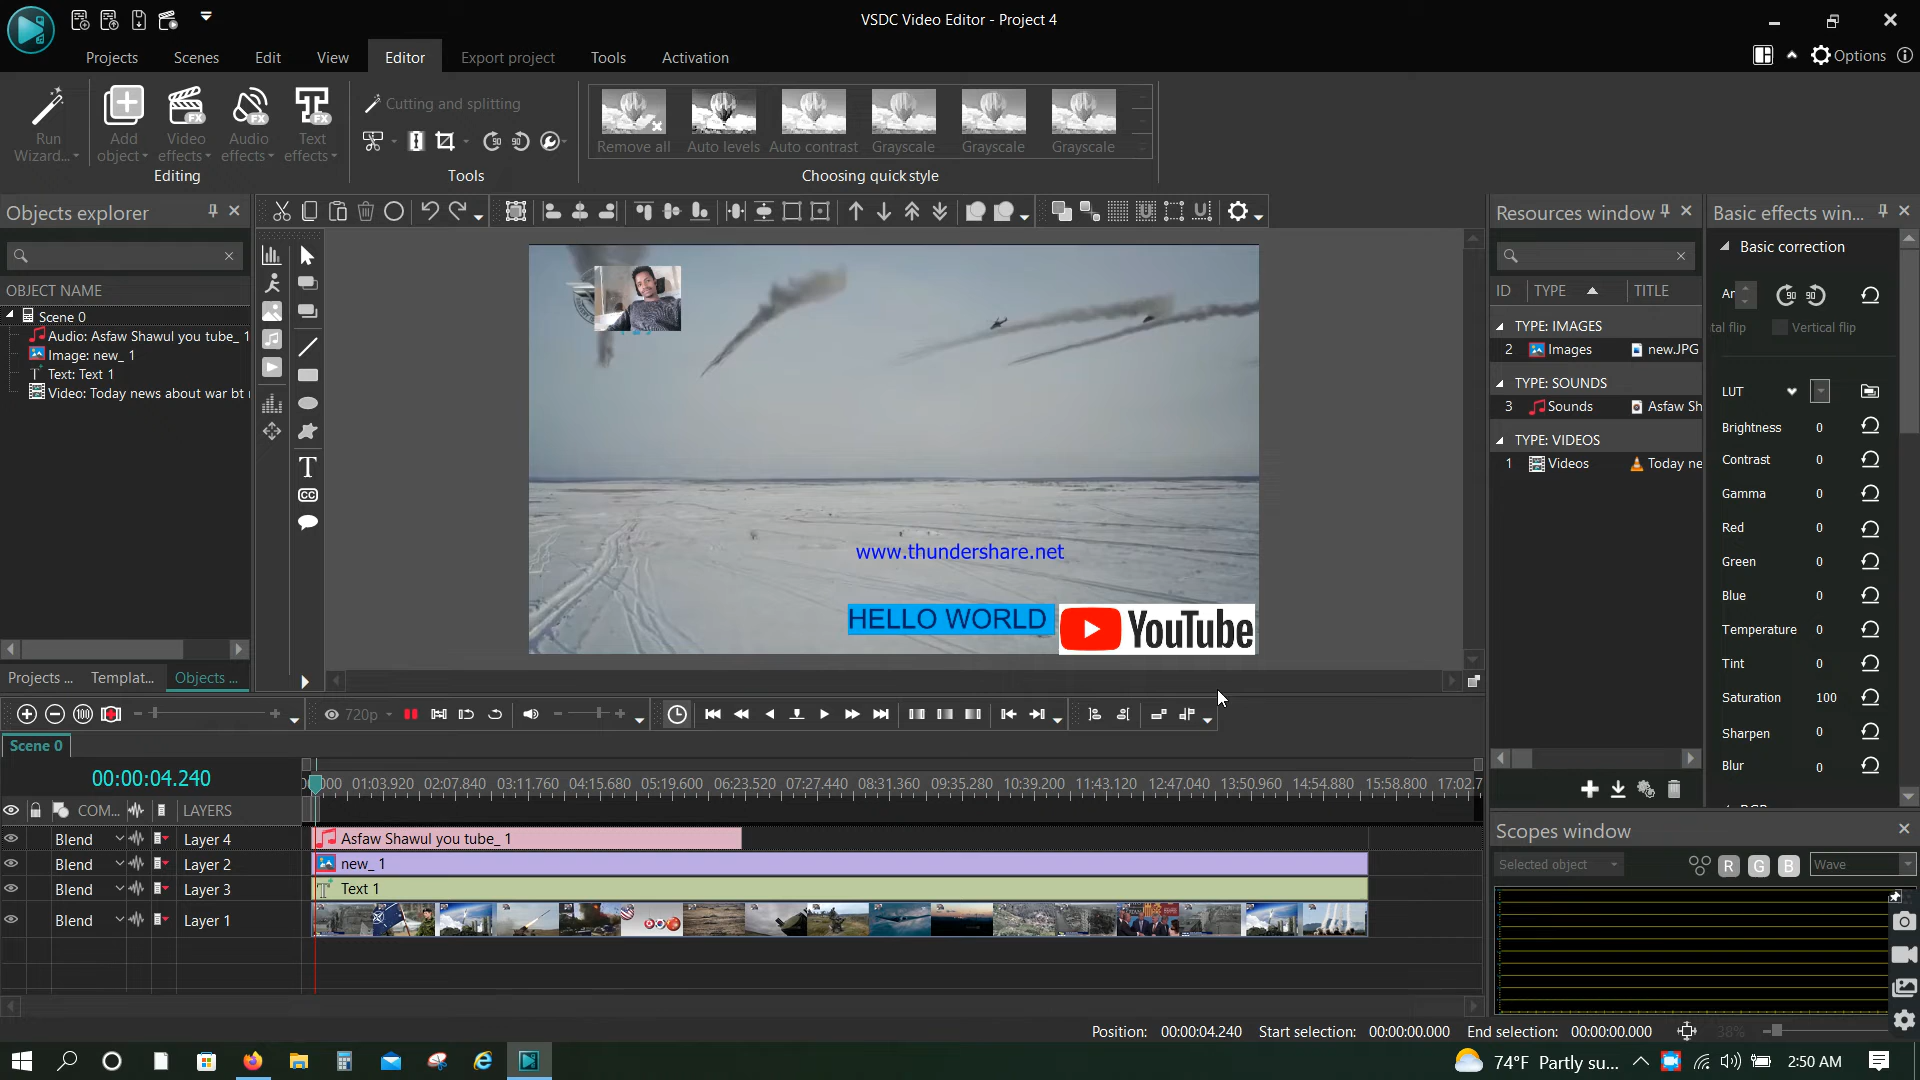 VSDC Video Editor - Project 4
Projects
Scenes
Edit
View
Editor
Export project
Tools
Activation
Options
Run Wizard...
Add object
Video effects
Audio effects
Text effects
Editing
Cutting and splitting
Tools
Remove all
Auto levels
Auto contrast
Grayscale
Grayscale
Grayscale
Choosing quick style
Objects explorer
OBJECT NAME
Scene 0
Audio: Asfaw Shawul you tube_ 1
Image: new_ 1
Text: Text 1
Video: Today news about war bt
Projects ...
Templat...
Objects ...
www.thundershare.net
HELLO WORLD
YouTube
Resources window
ID TYPE TITLE
TYPE: IMAGES
2 Images new.JPG
TYPE: SOUNDS
3 Sounds Asfaw Sh
TYPE: VIDEOS
1 Videos Today ne
Basic effects win...
Basic correction
Ar
90 90
tal flip
Vertical flip
LUT
Brightness 0
Contrast 0
Gamma 0
Red 0
Green 0
Blue 0
Temperature 0
Tint 0
Saturation 100
Sharpen 0
Blur 0
720p
Scene 0
00:00:04.240
000 01:03.920 02:07.840 03:11.760 04:15.680 05:19.600 06:23.520 07:27.440 08:31.360 09:35.280 10:39.200 11:43.120 12:47.040 13:50.960 14:54.880 15:58.800 17:02.7
COM... LAYERS
Blend Layer 4 Asfaw Shawul you tube_ 1
Blend Layer 2 new_ 1
Blend Layer 3 Text 1
Blend Layer 1
Scopes window
Selected object
R G B
Wave
Position: 00:00:04.240 Start selection: 00:00:00.000 End selection: 00:00:00.000 38%
74°F Partly su...
2:50 AM